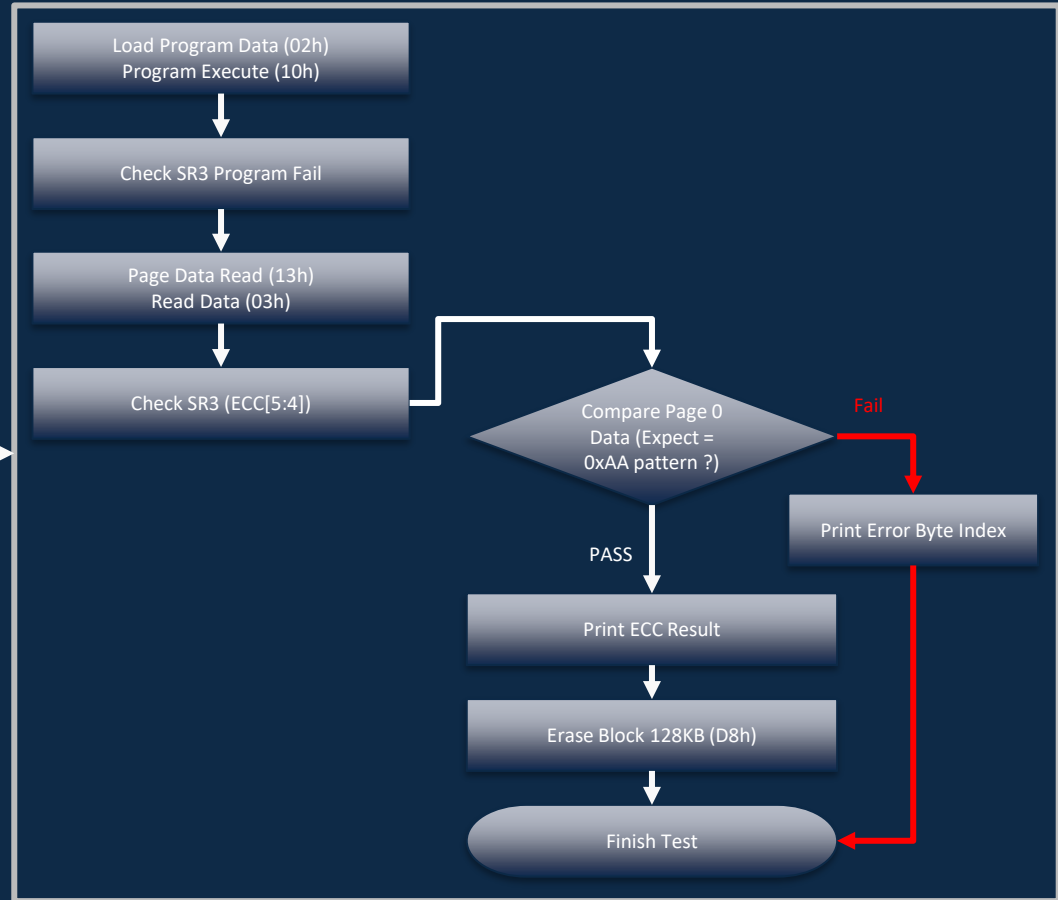 Load Program Data (02h)
Program Execute (10h)
Check SR3 Program Fail
Page Data Read (13h)
Read Data (03h)
Check SR3 (ECC[5:4])
Compare Page 0
Data (Expect =
0xAA pattern ?)
Fail
Print Error Byte Index
PASS
Print ECC Result
Erase Block 128KB (D8h)
Finish Test